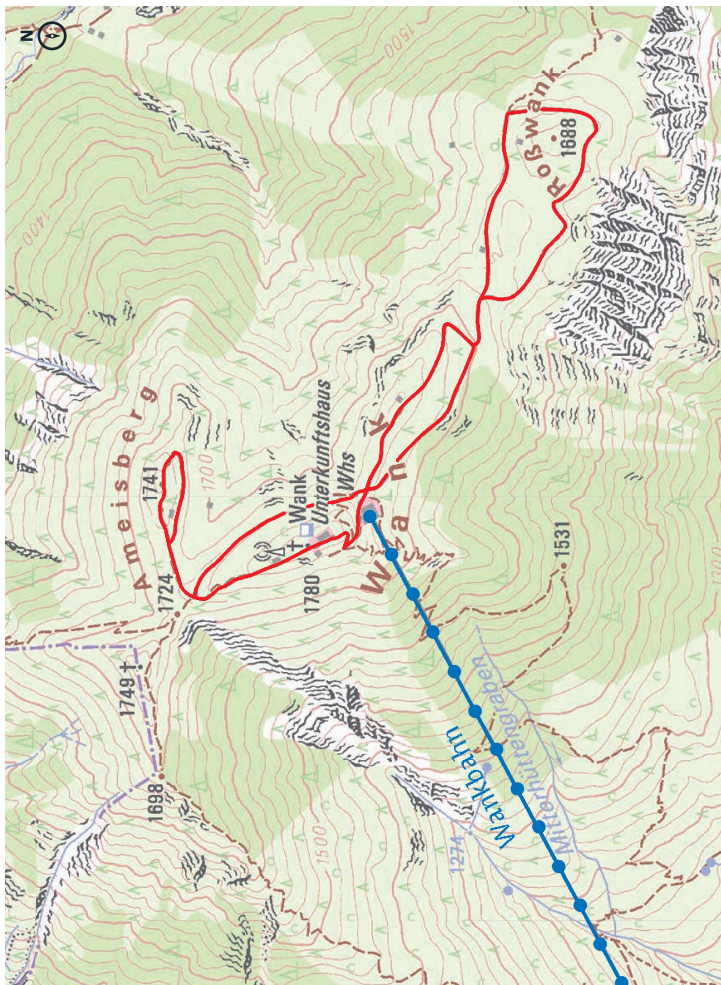 N
1500
Roßwank
1688
1400
Ameisberg
1741
1700
Wank
Unterkunftshaus
Whs
1724
1780
Wank
1531
1749
1698
Wankbahn
Mitterhüttengraben
1274
1500